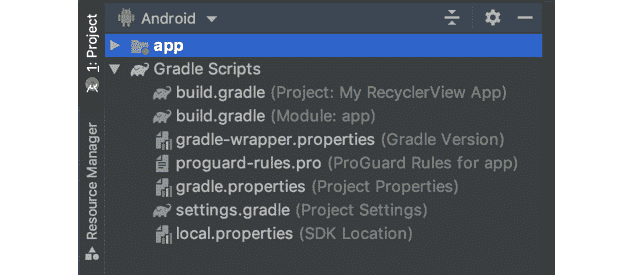 Android
1: Project
Resource Manager
app
Gradle Scripts
build.gradle (Project: My RecyclerView App)
build.gradle (Module: app)
gradle-wrapper.properties (Gradle Version)
proguard-rules.pro (ProGuard Rules for app)
gradle.properties (Project Properties)
settings.gradle (Project Settings)
local.properties (SDK Location)